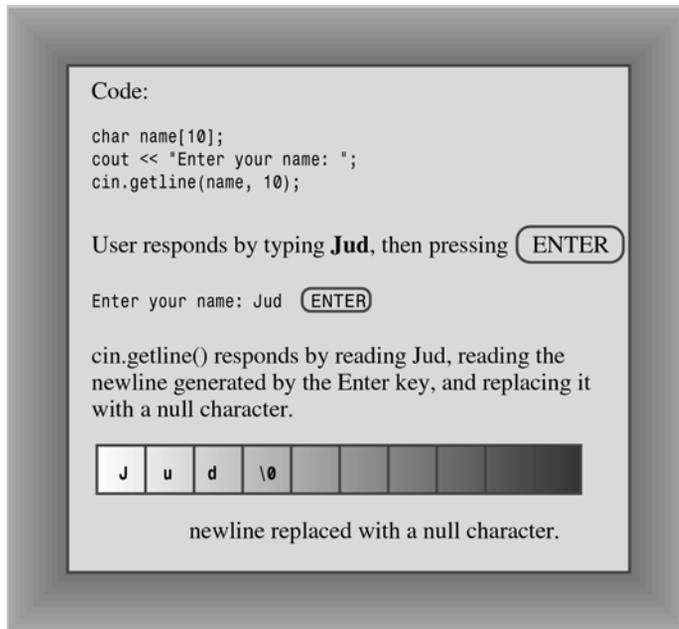 Code:
char name[10];
cout << "Enter your name: ";
cin.getline(name, 10);
User responds by typing Jud, then pressing ENTER
Enter your name: Jud ENTER
cin.getline() responds by reading Jud, reading the
newline generated by the Enter key, and replacing it
with a null character.
J u d \0
newline replaced with a null character.